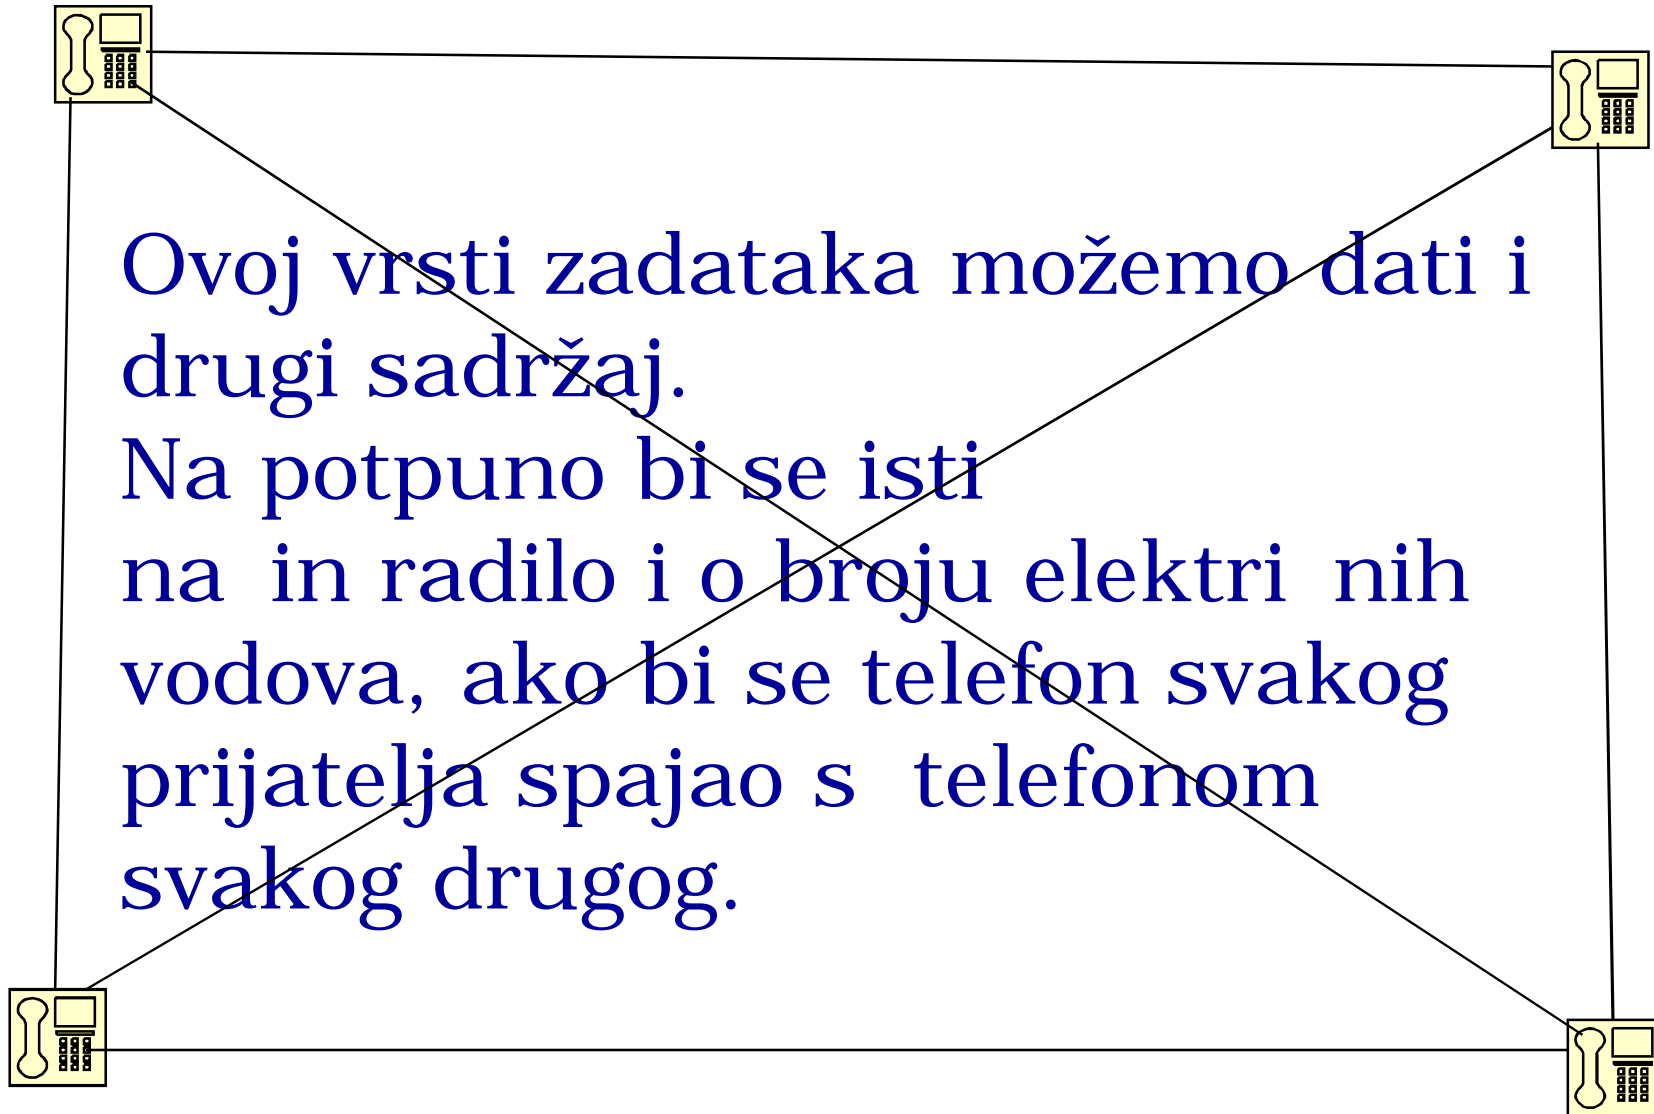 Ovoj vrsti zadataka možemo dati i
drugi sadržaj.
Na potpuno bi se isti
na in radilo i o broju elektri nih
vodova, ako bi se telefon svakog
prijatelja spajao s telefonom
svakog drugog.